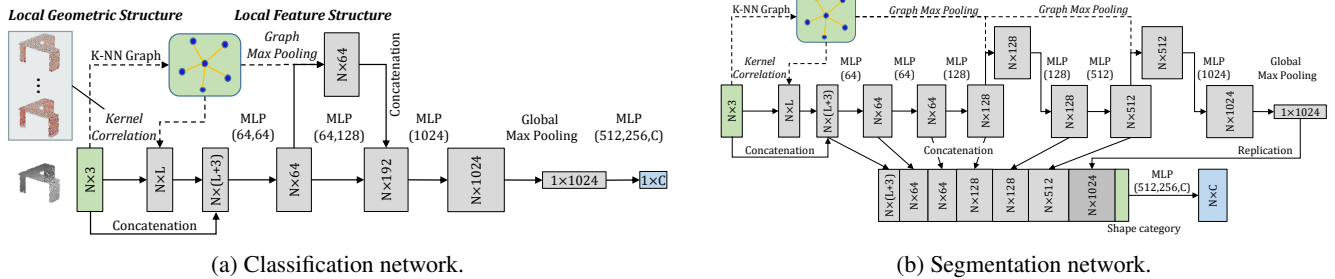 Local Geometric Structure
Local Feature Structure
K-NN Graph
Graph
Max Pooling
Kernel
Correlation
N×3
N×L
N×(L+3)
Concatenation
MLP
(64,64)
N×64
N×64
MLP
(64,128)
Concatenation
N×192
MLP
(1024)
N×1024
Global
Max Pooling
1×1024
MLP
(512,256,C)
1×C
(a) Classification network.
K-NN Graph
Graph Max Pooling
Graph Max Pooling
Kernel
Correlation
N×3
N×L
N×(L+3)
Concatenation
MLP
(64)
N×64
MLP
(64)
N×64
MLP
(128)
N×128
N×128
MLP
(128)
N×128
MLP
(512)
N×512
N×512
MLP
(1024)
N×1024
Global
Max Pooling
1×1024
Replication
Concatenation
N×(L+3)
N×64
N×64
N×128
N×128
N×512
N×1024
Shape category
MLP
(512,256,C)
N×C
(b) Segmentation network.